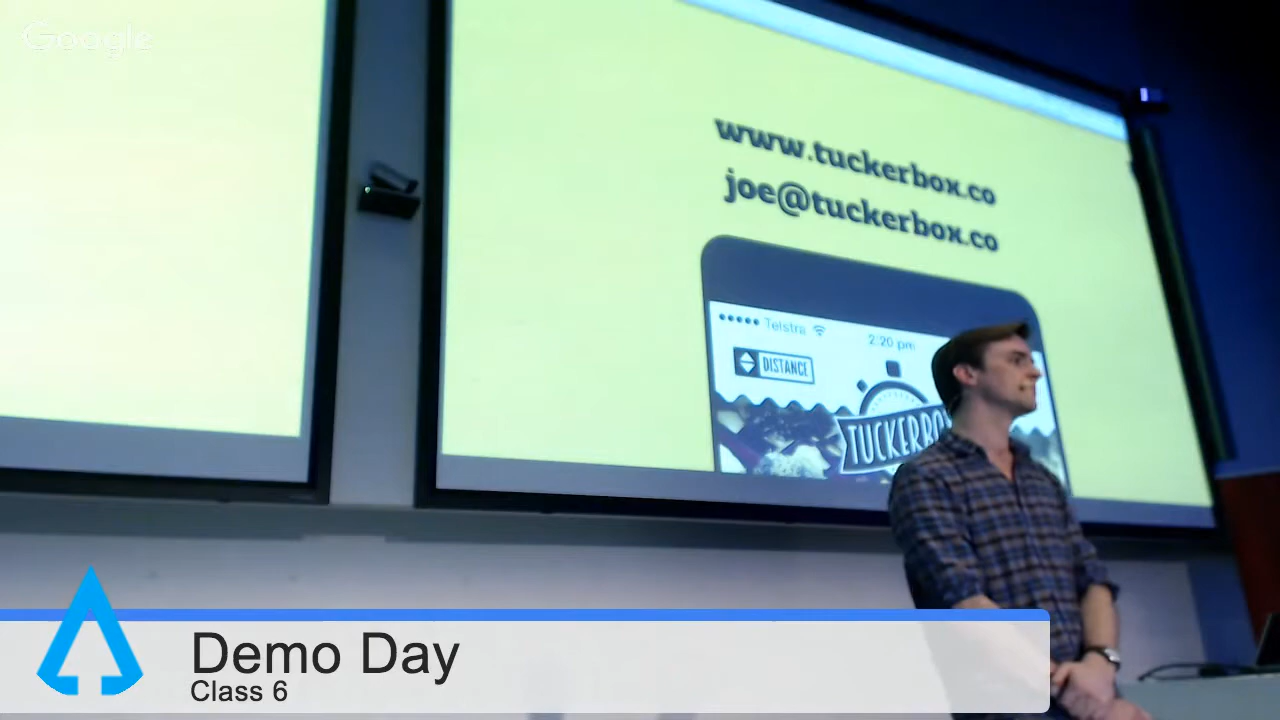 Google
www.tuckerbox.co
joe@tuckerbox.co
Telstra
2:20 pm
DISTANCE
TUCKERBO
Demo Day
Class 6